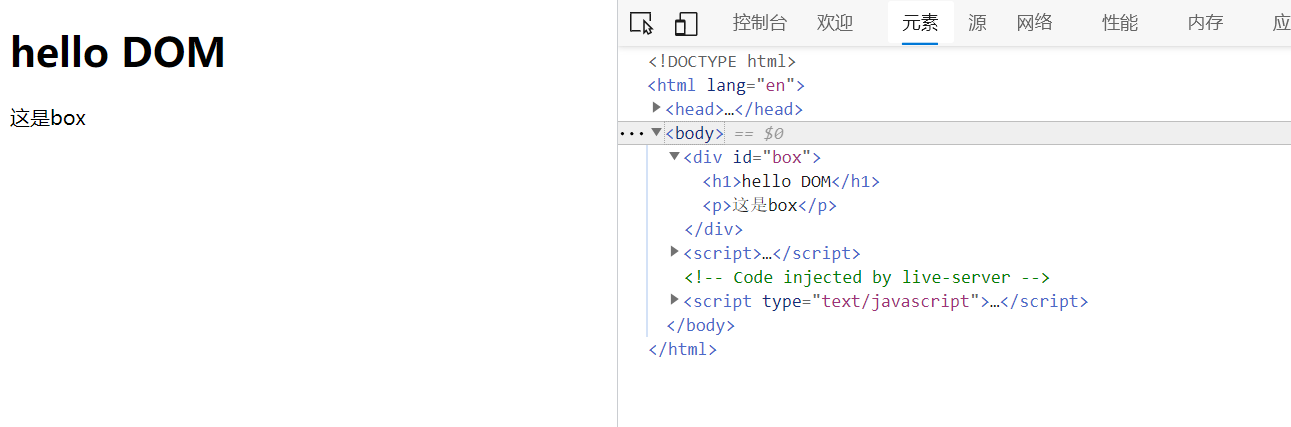 hello DOM
这是box
控制台 欢迎 元素 源 网络 性能 内存 应
<!DOCTYPE html>
<html lang="en">
<head>…</head>
<body> == $0
<div id="box">
<h1>hello DOM</h1>
<p>这是box</p>
</div>
<script>…</script>
<!-- Code injected by live-server -->
<script type="text/javascript">…</script>
</body>
</html>